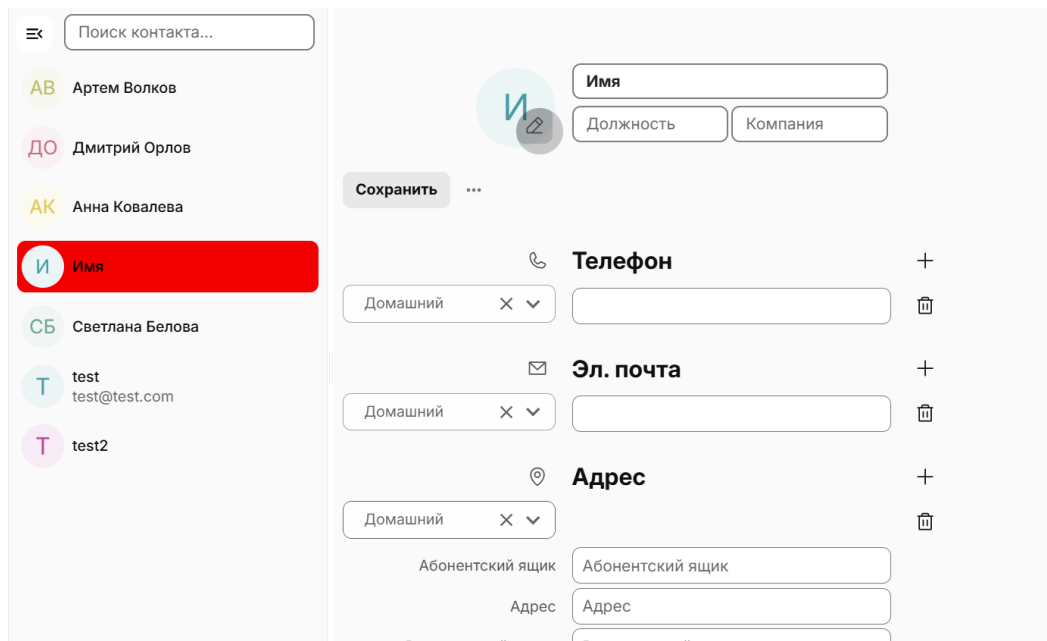 Поиск контакта...
АВ Артем Волков
ДО Дмитрий Орлов
АК Анна Ковалева
И Имя
СБ Светлана Белова
T test
test@test.com
T test2
И
Имя
Должность Компания
Сохранить ...
Телефон
Домашний
Эл. почта
Домашний
Адрес
Домашний
Абонентский ящик Абонентский ящик
Адрес Адрес